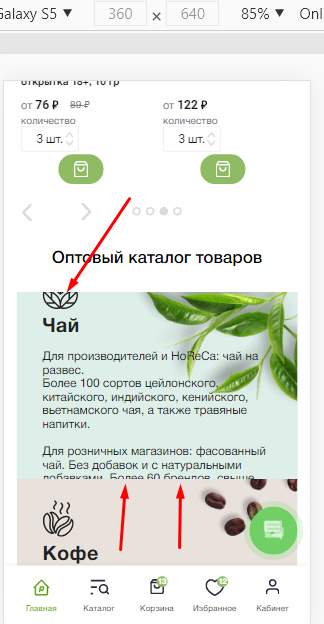 Galaxy S5 ▼ 360 × 640 85% ▼ Onl
открытка 18+, 10 гр
от 76 ₽ 89 ₽ от 122 ₽
количество количество
3 шт. 3 шт.
Оптовый каталог товаров
Чай
Для производителей и HoReCa: чай на
развес.
Более 100 сортов цейлонского,
китайского, индийского, кенийского,
вьетнамского чая, а также травяные
напитки.
Для розничных магазинов: фасованный
чай. Без добавок и с натуральными
добавками. Более 60 брендов, свыше
Кофе
13 12
Главная Каталог Корзина Избранное Кабинет